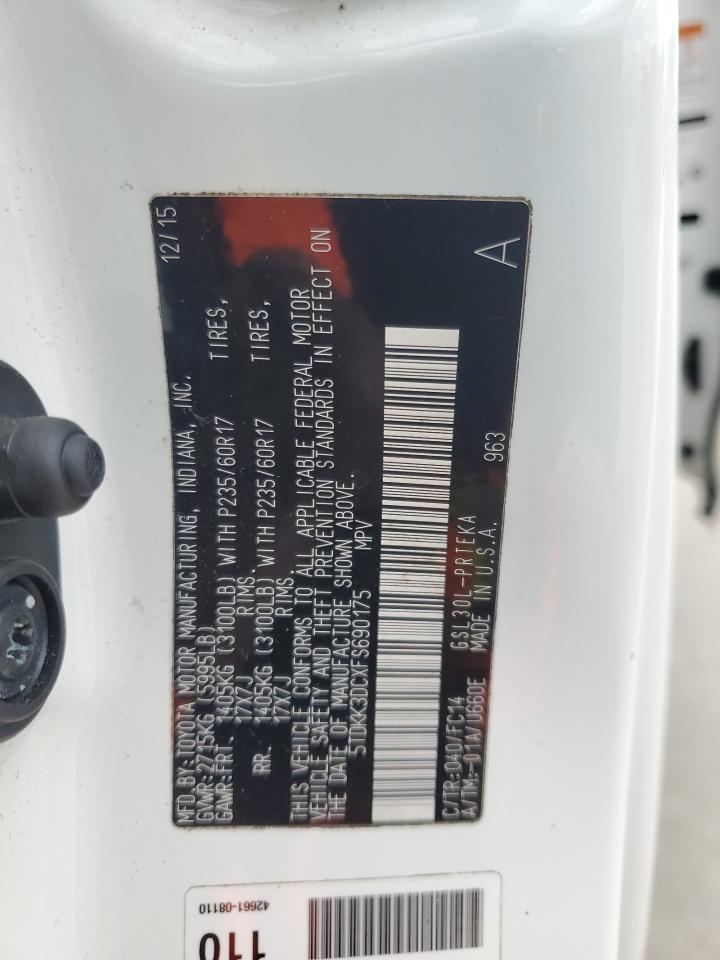 MFD.BY:TOYOTA MOTOR MANUFACTURING, INDIANA, INC. 12/15
GVWR:2715KG (5995LB)
GAWR:FRT. 1405KG (3100LB) WITH P235/60R17 TIRES,
17X7J RIMS.
RR. 1405KG (3100LB) WITH P235/60R17 TIRES,
17X7J RIMS.
THIS VEHICLE CONFORMS TO ALL APPLICABLE FEDERAL MOTOR
VEHICLE SAFETY AND THEFT PREVENTION STANDARDS IN EFFECT ON
THE DATE OF MANUFACTURE SHOWN ABOVE.
5TDKK3DCXFS690175 MPV
C/TR:040/FC14 GSL30L-PRTEKA 963 A
A/TM:-01A/U660E MADE IN U.S.A.
42661-08110
110